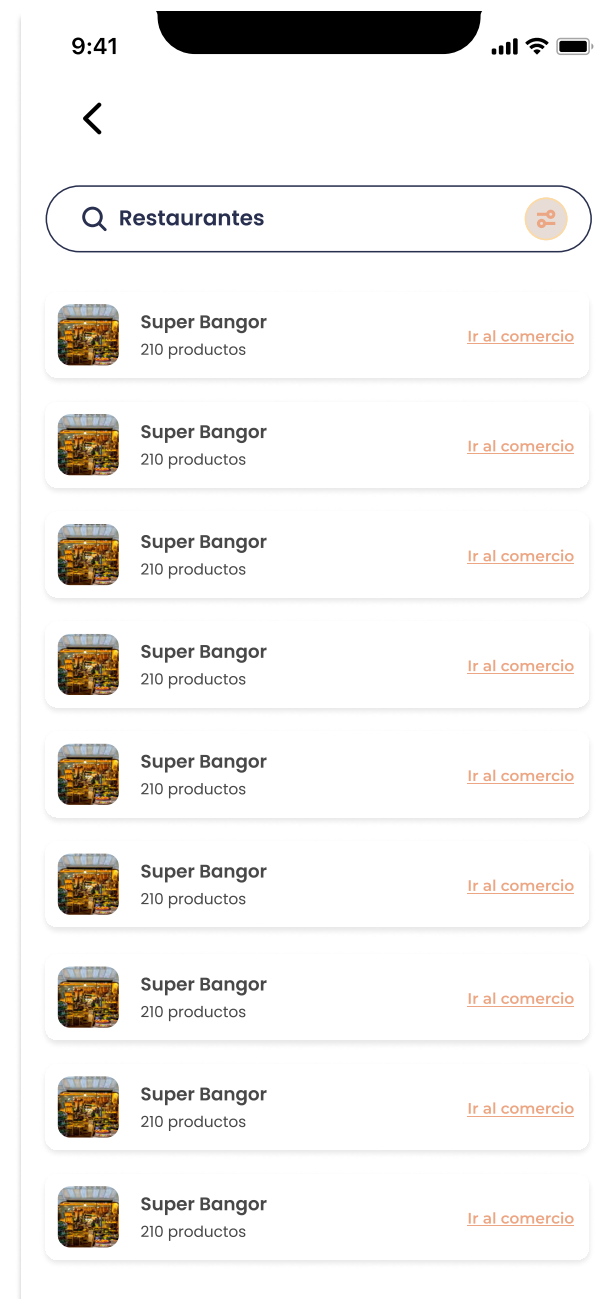 9:41
Restaurantes
Super Bangor
210 productos
Ir al comercio
Super Bangor
210 productos
Ir al comercio
Super Bangor
210 productos
Ir al comercio
Super Bangor
210 productos
Ir al comercio
Super Bangor
210 productos
Ir al comercio
Super Bangor
210 productos
Ir al comercio
Super Bangor
210 productos
Ir al comercio
Super Bangor
210 productos
Ir al comercio
Super Bangor
210 productos
Ir al comercio